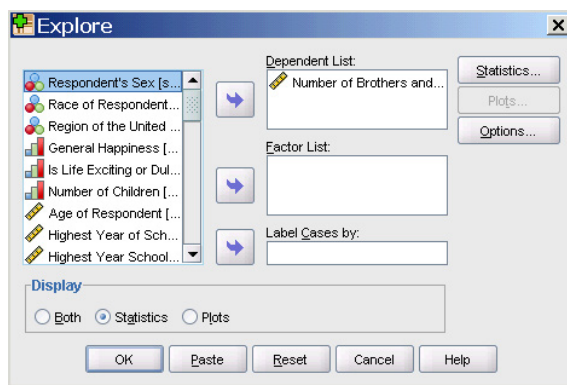 Explore
Respondent's Sex [s...
Race of Respondent...
Region of the United ...
General Happiness [...
Is Life Exciting or Dul...
Number of Children [...
Age of Respondent [...
Highest Year of Sch...
Highest Year School...
Dependent List:
Number of Brothers and...
Factor List:
Label Cases by:
Statistics...
Plots...
Options...
Display
Both Statistics Plots
OK Paste Reset Cancel Help